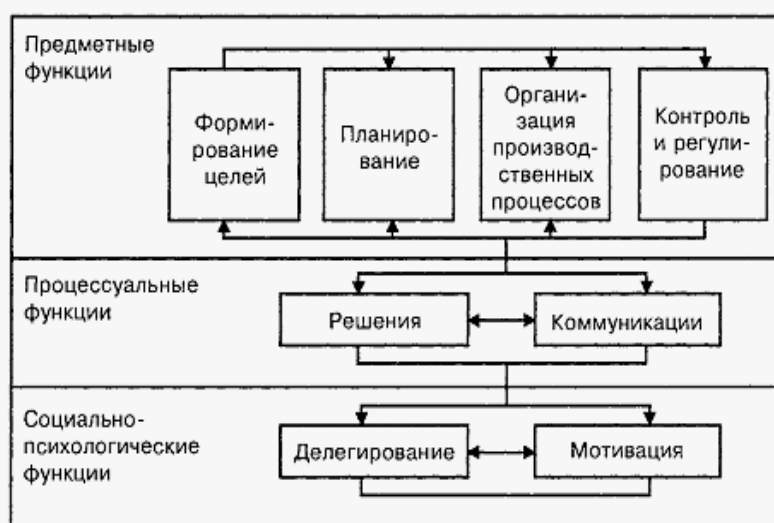 Предметные
функции
Форми-
рование
целей
Планиро-
вание
Органи-
зация
производ-
ственных
процессов
Контроль
и регули-
рование
Процессуальные
функции
Решения
Коммуникации
Социально-
психологические
функции
Делегирование
Мотивация